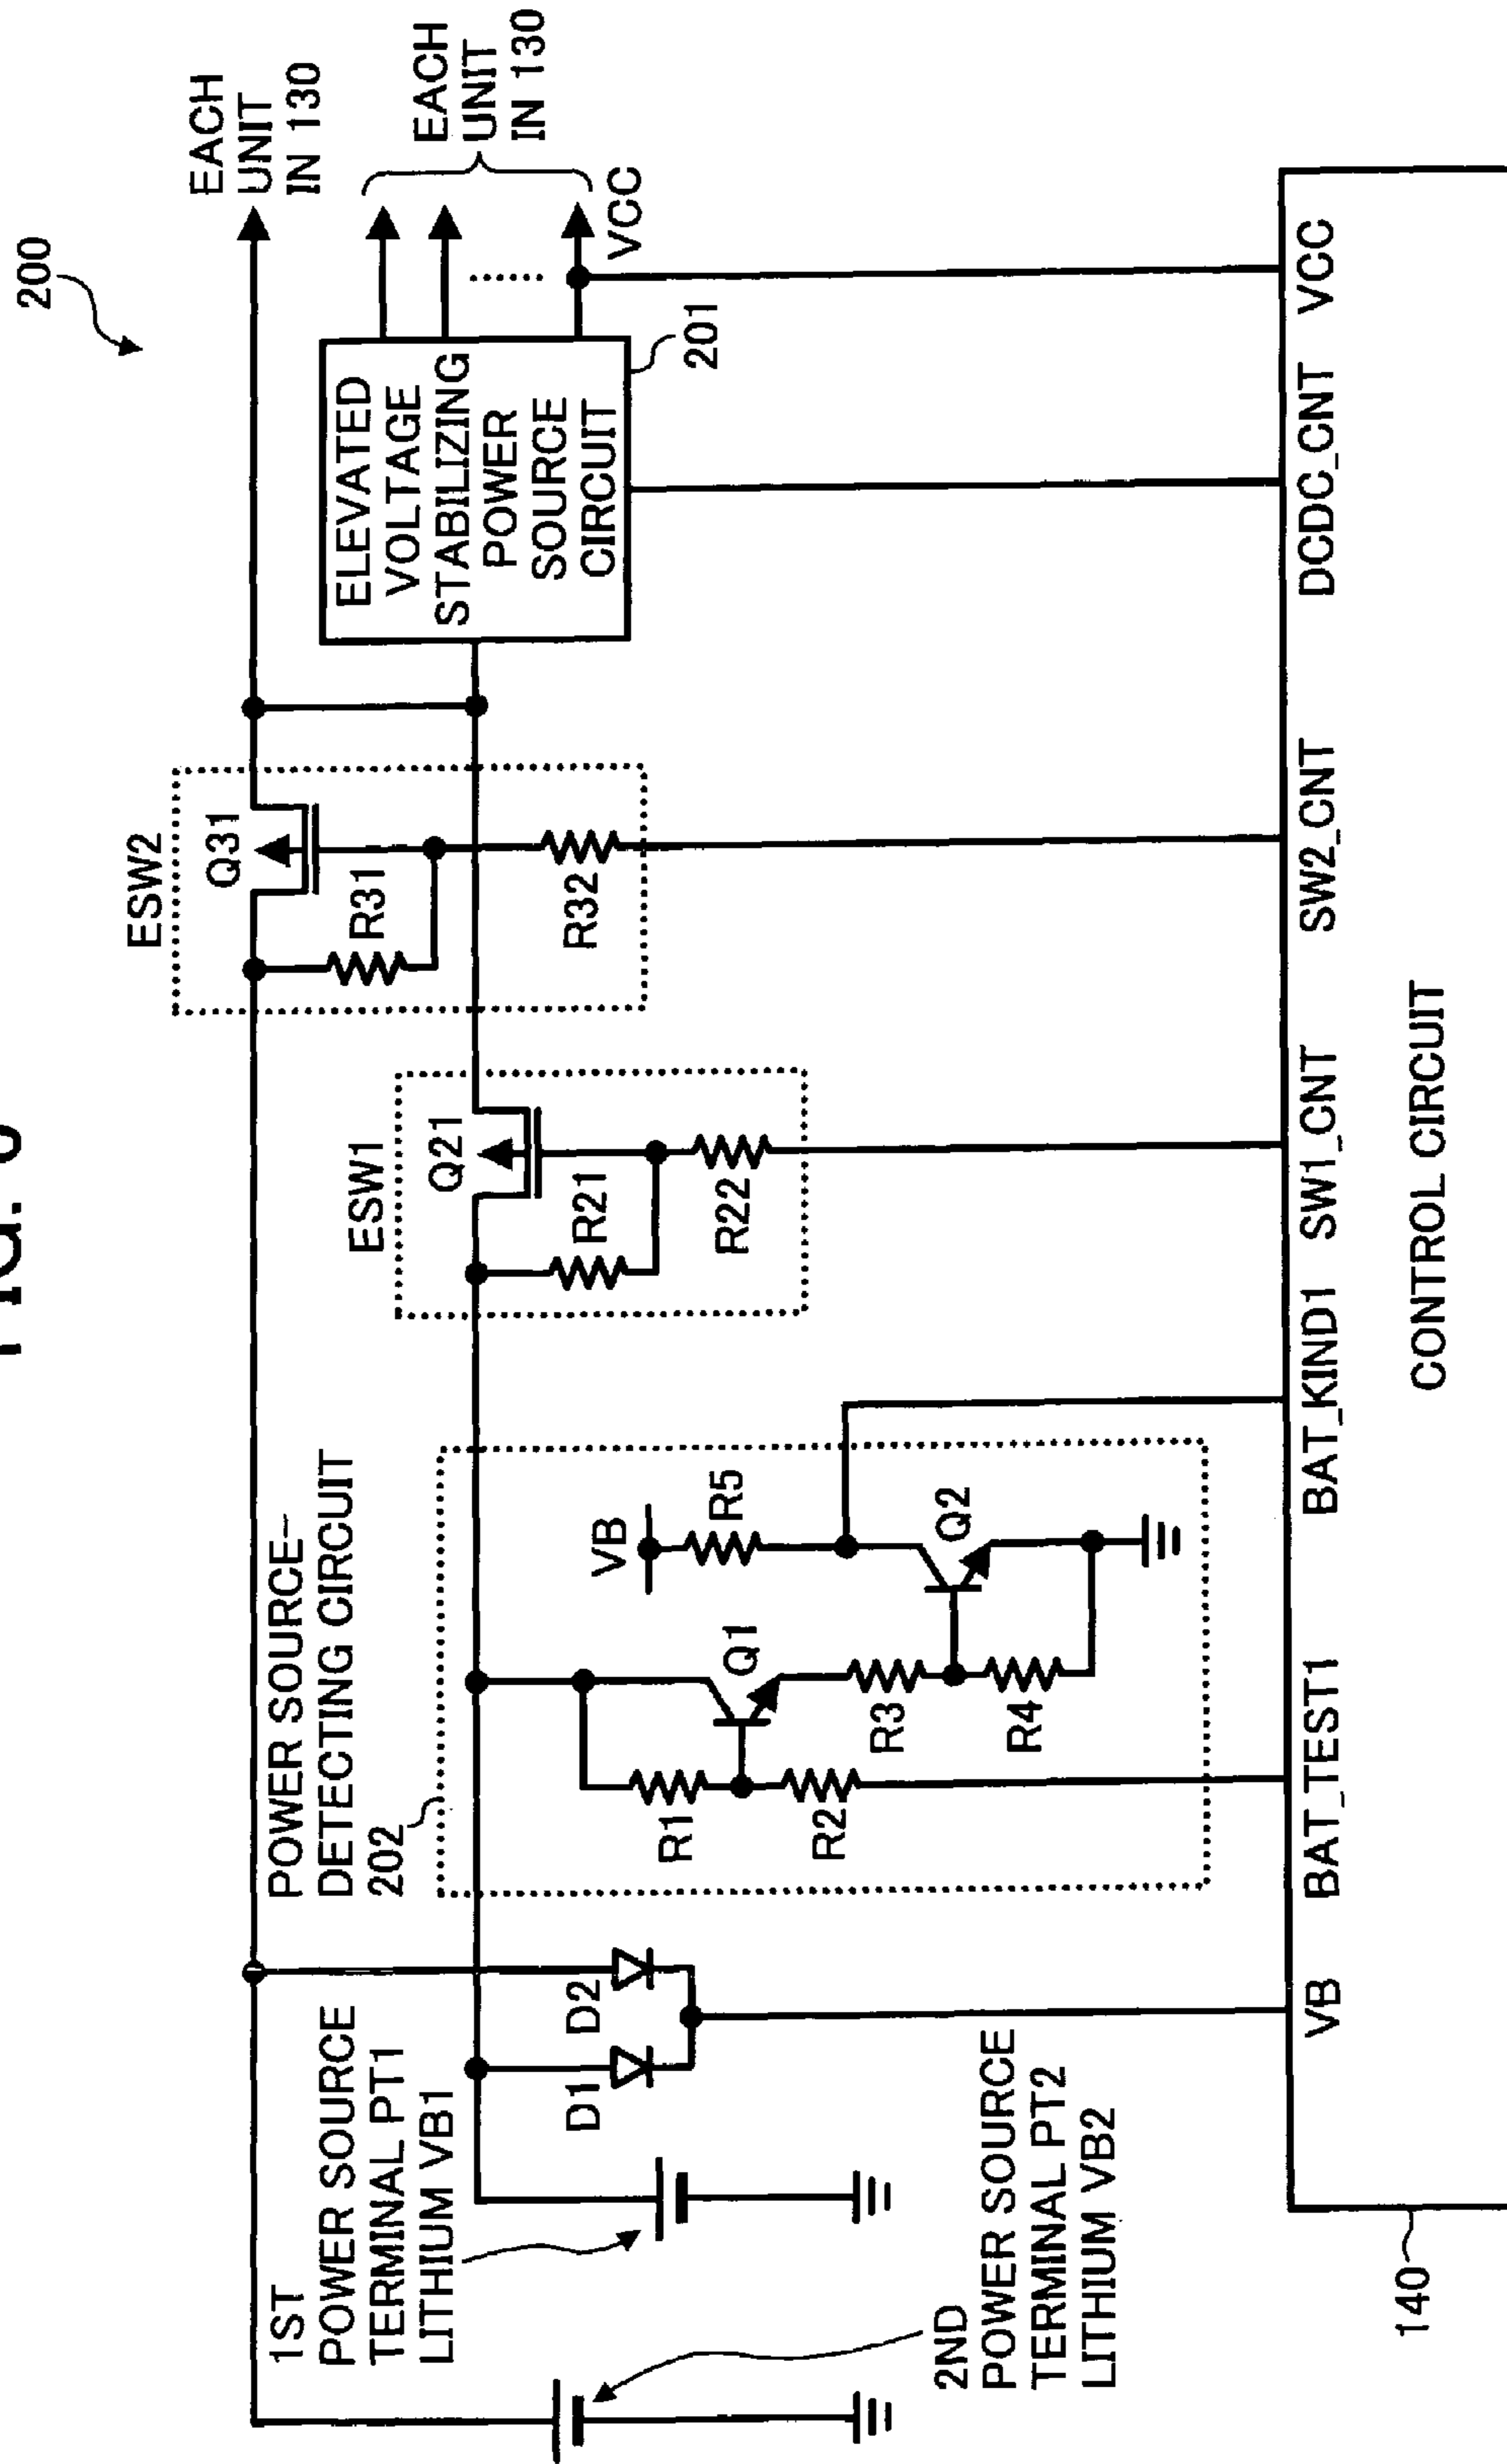 200
EACH
UNIT
IN 130
EACH
UNIT
IN 130
VCC
ELEVATED
VOLTAGE
STABILIZING
POWER
SOURCE
CIRCUIT
201
ESW2
Q31
R31
R32
ESW1
Q21
R21
R22
POWER SOURCE-
DETECTING CIRCUIT
202
VB
R5
Q1
Q2
R1
R2
R3
R4
1ST
POWER SOURCE
TERMINAL PT1
LITHIUM VB1
D1
D2
2ND
POWER SOURCE
TERMINAL PT2
LITHIUM VB2
VB
BAT_TEST1
BAT_KIND1
SW1_CNT
SW2_CNT
DCDC_CNT
VCC
CONTROL CIRCUIT
140